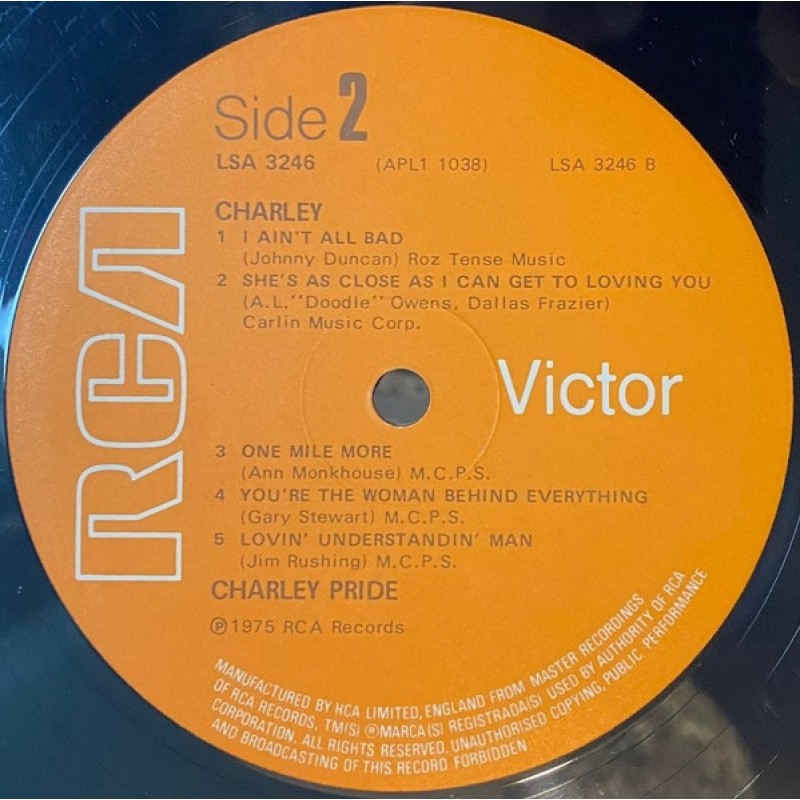 Side 2
LSA 3246 (APL1 1038) LSA 3246 B
CHARLEY
1 I AIN'T ALL BAD
(Johnny Duncan) Roz Tense Music
2 SHE'S AS CLOSE AS I CAN GET TO LOVING YOU
(A.L."Doodle" Owens, Dallas Frazier)
Carlin Music Corp.
RCA
Victor
3 ONE MILE MORE
(Ann Monkhouse) M.C.P.S.
4 YOU'RE THE WOMAN BEHIND EVERYTHING
(Gary Stewart) M.C.P.S.
5 LOVIN' UNDERSTANDIN' MAN
(Jim Rushing) M.C.P.S.
CHARLEY PRIDE
℗ 1975 RCA Records
MANUFACTURED BY RCA LIMITED, ENGLAND FROM MASTER RECORDINGS
OF RCA RECORDS, TM(S) ® MARCA(S) REGISTRADA(S) USED BY AUTHORITY OF RCA
CORPORATION. ALL RIGHTS RESERVED. UNAUTHORISED COPYING, PUBLIC PERFORMANCE
AND BROADCASTING OF THIS RECORD FORBIDDEN